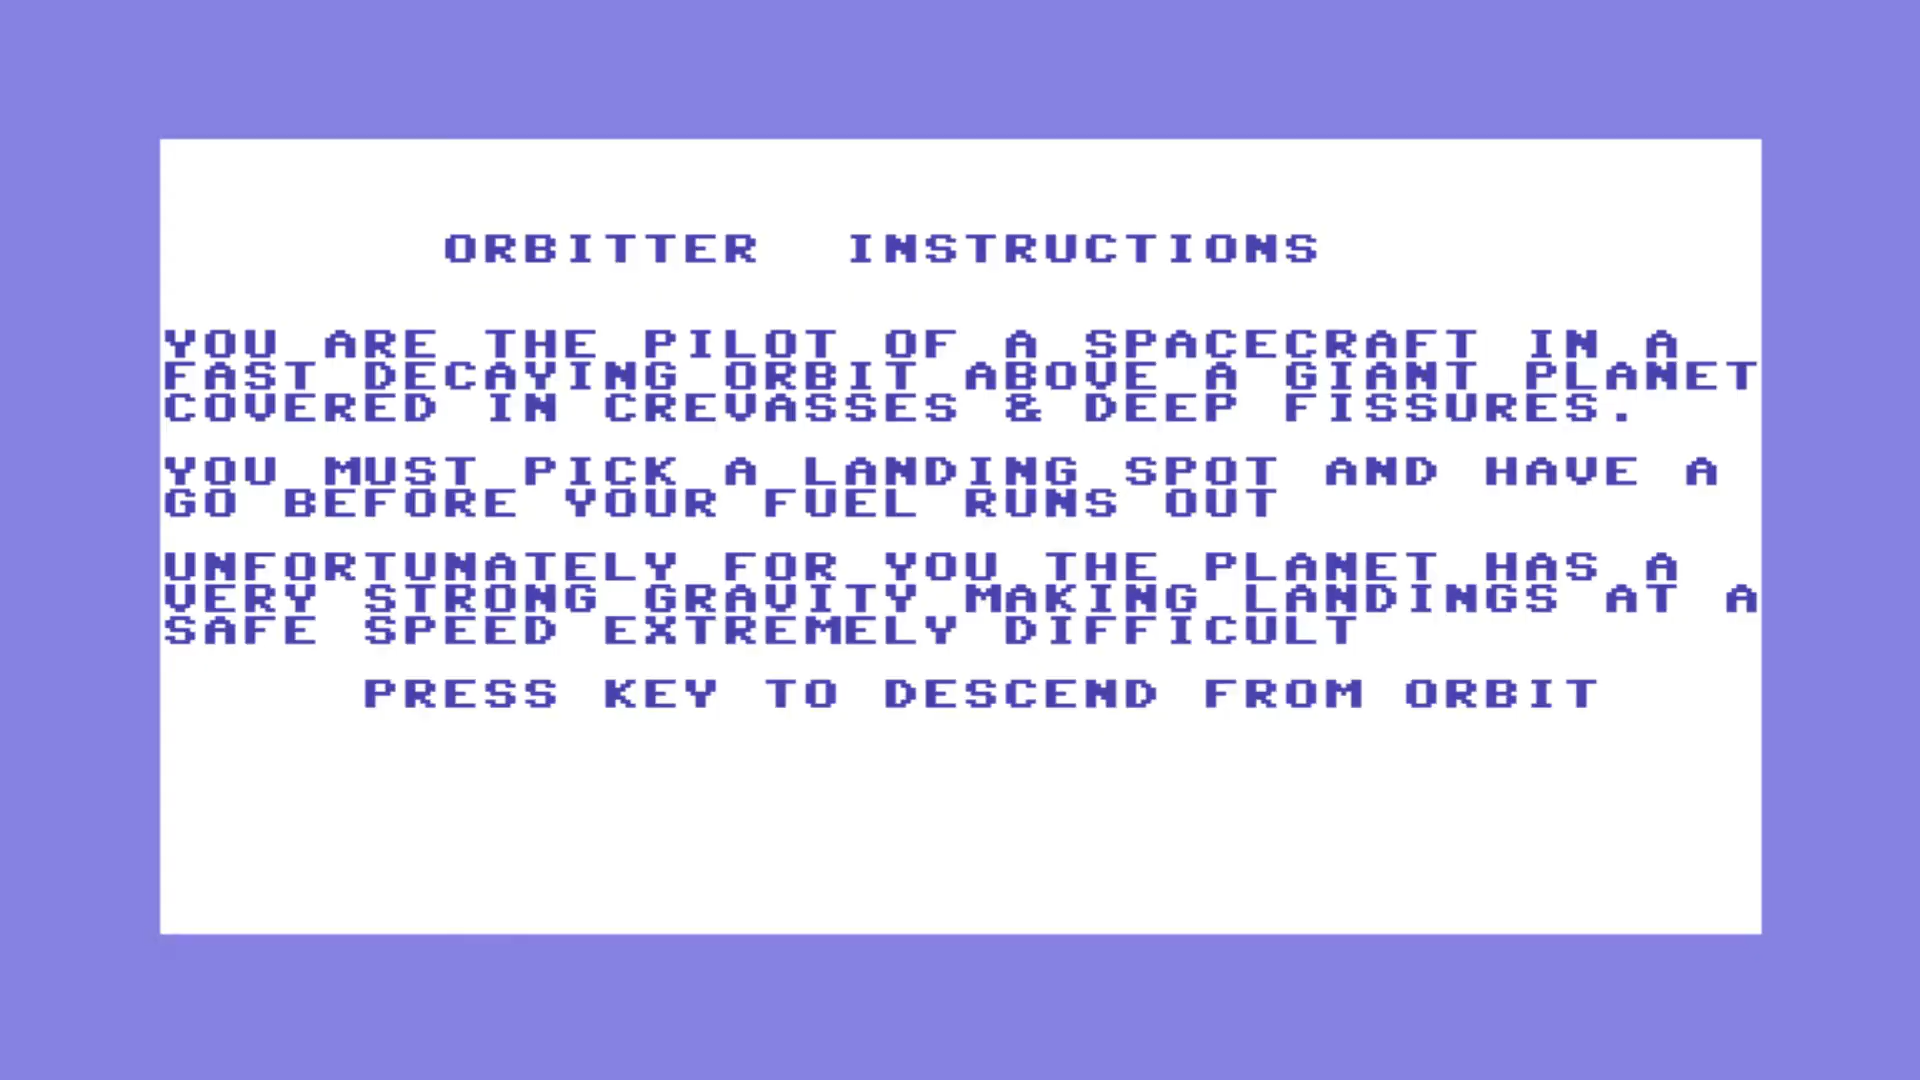 ORBITTER  INSTRUCTIONS
YOU ARE THE PILOT OF A SPACECRAFT IN A
FAST DECAYING ORBIT ABOVE A GIANT PLANET
COVERED IN CREVASSES & DEEP FISSURES.
YOU MUST PICK A LANDING SPOT AND HAVE A
GO BEFORE YOUR FUEL RUNS OUT
UNFORTUNATELY FOR YOU THE PLANET HAS A
VERY STRONG GRAVITY MAKING LANDINGS AT A
SAFE SPEED EXTREMELY DIFFICULT
PRESS KEY TO DESCEND FROM ORBIT